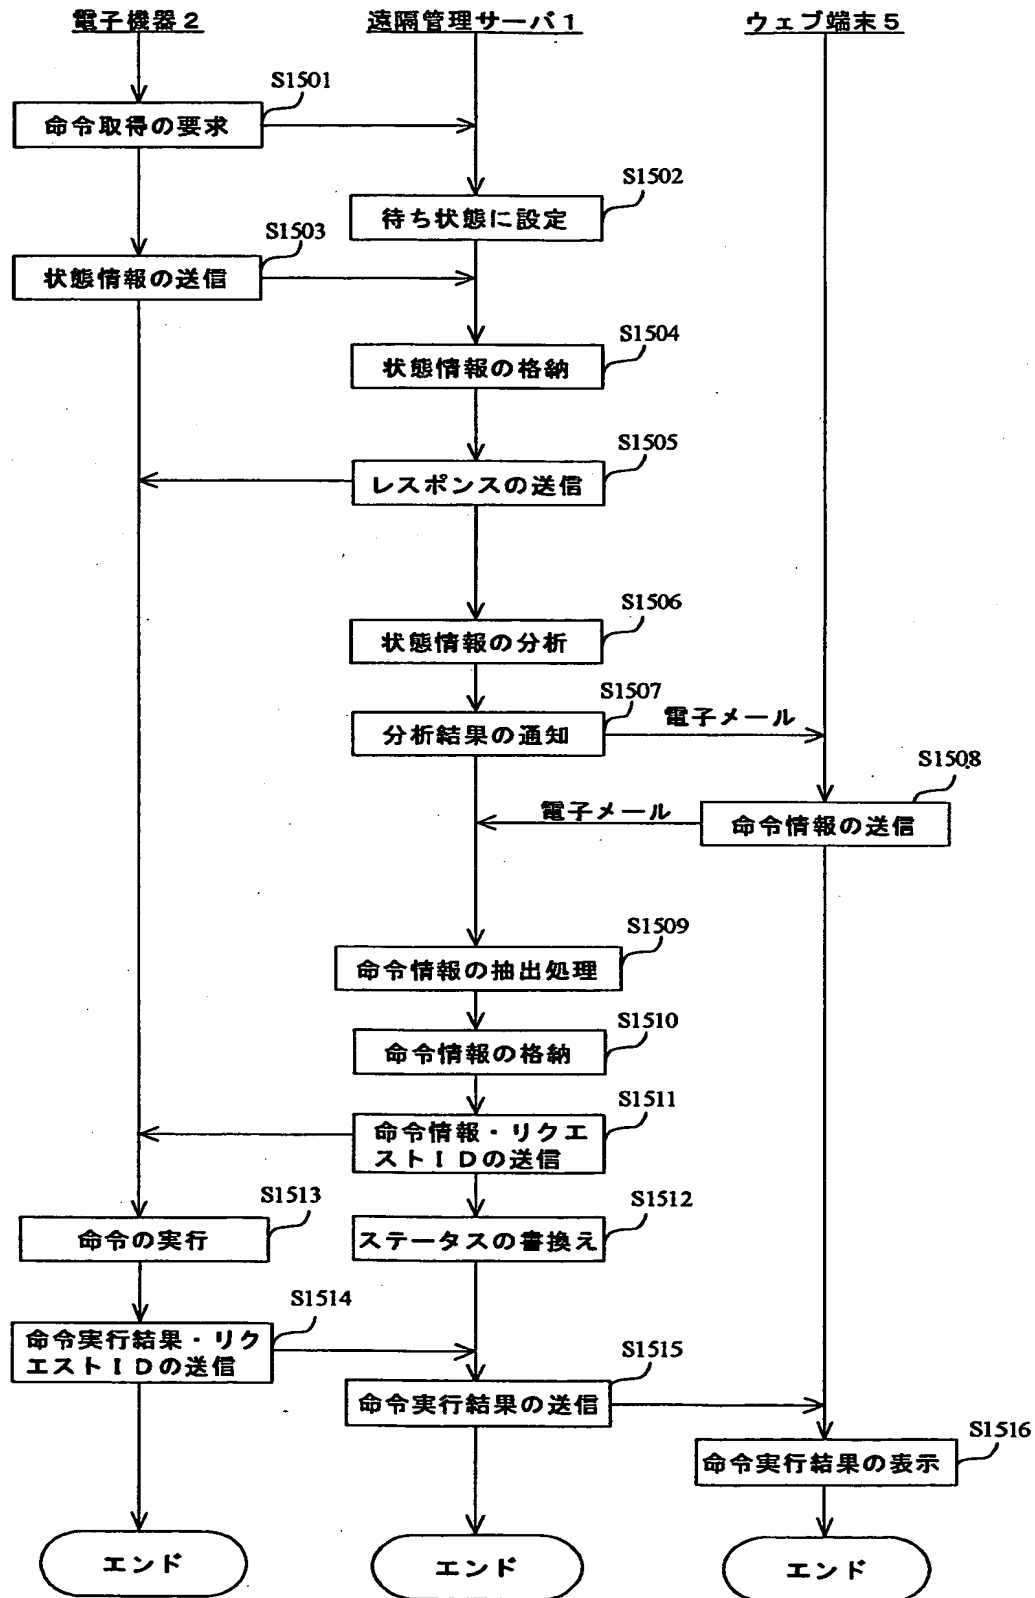 電子機器2
遠隔管理サーバ1
ウェブ端末5
S1501
命令取得の要求
S1502
待ち状態に設定
S1503
状態情報の送信
S1504
状態情報の格納
S1505
レスポンスの送信
S1506
状態情報の分析
S1507
分析結果の通知
電子メール
S1508
電子メール
命令情報の送信
S1509
命令情報の抽出処理
S1510
命令情報の格納
S1511
命令情報・リクエ
ストIDの送信
S1513
命令の実行
S1512
ステータスの書換え
S1514
命令実行結果・リク
エストIDの送信
S1515
命令実行結果の送信
S1516
命令実行結果の表示
エンド
エンド
エンド